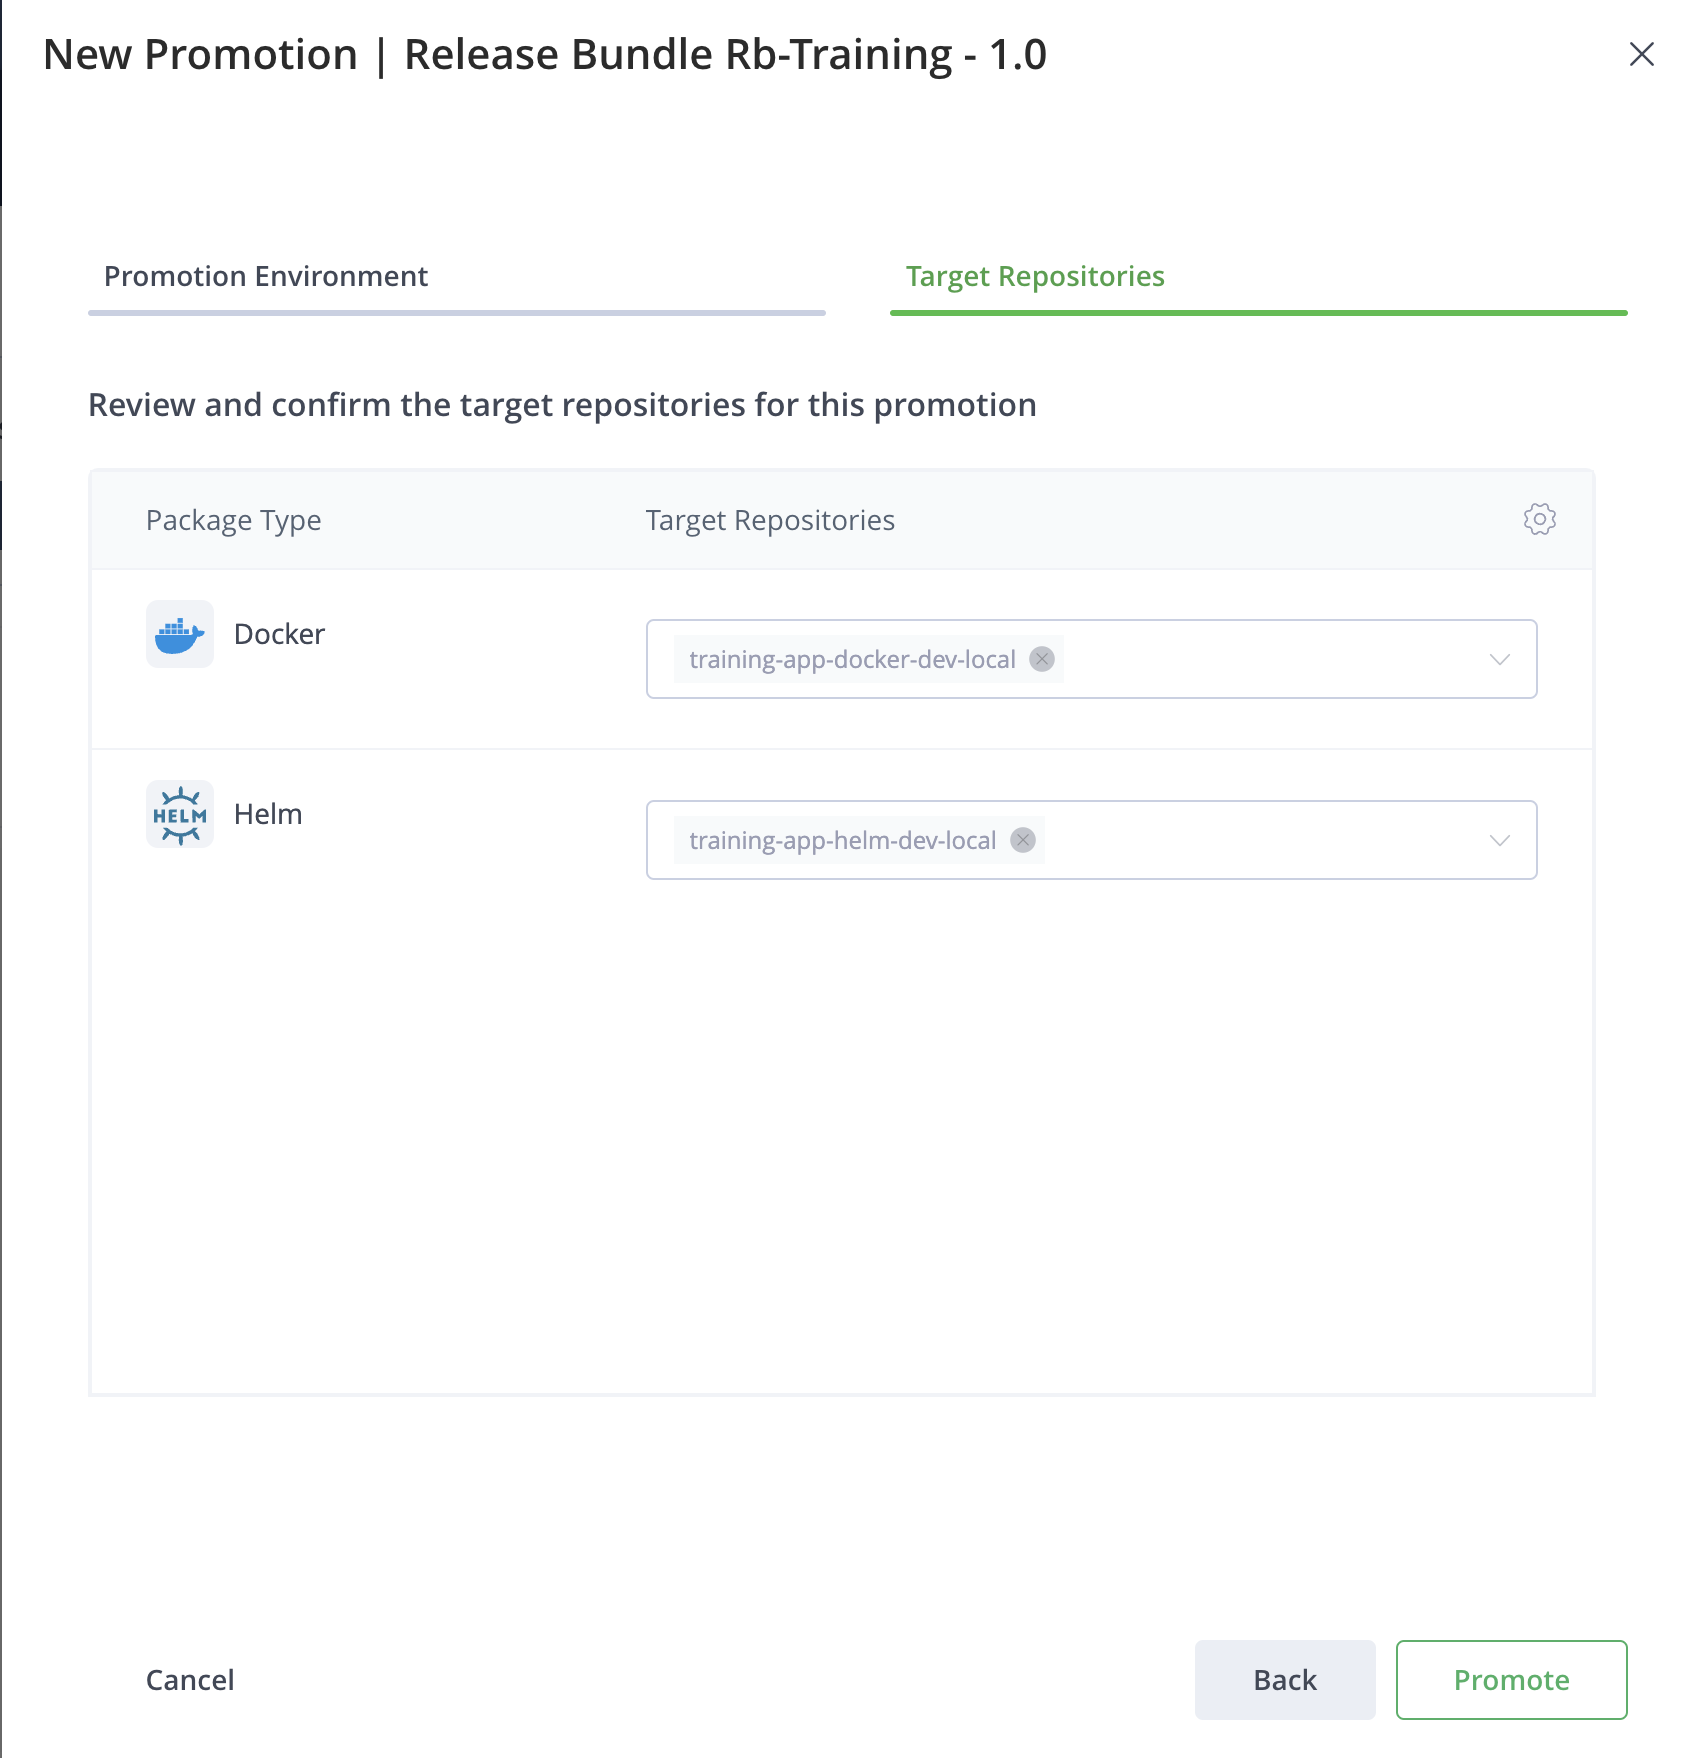 New Promotion | Release Bundle Rb-Training - 1.0
Promotion Environment
Target Repositories
Review and confirm the target repositories for this promotion
Package Type
Target Repositories
Docker
training-app-docker-dev-local
HELM
Helm
training-app-helm-dev-local
Cancel
Back
Promote